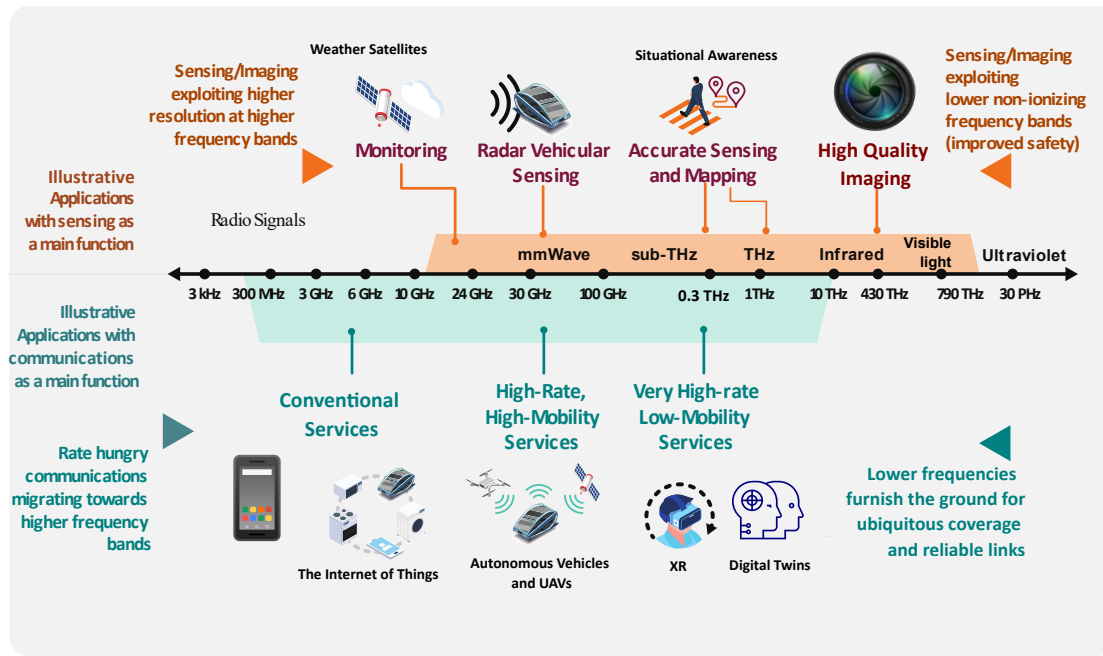 Weather Satellites
Situational Awareness
Sensing/Imaging
exploiting higher
resolution at higher
frequency bands
Sensing/Imaging
exploiting
lower non-ionizing
frequency bands
(improved safety)
Monitoring
Radar Vehicular
Sensing
Accurate Sensing
and Mapping
High Quality
Imaging
Illustrative
Applications
with sensing as
a main function
Radio Signals
mmWave
sub-THz
THz
Infrared
Visible
light
Ultraviolet
3 kHz
300 MHz
3 GHz
6 GHz
10 GHz
24 GHz
30 GHz
100 GHz
0.3 THz
1THz
10 THz
430 THz
790 THz
30 PHz
Illustrative
Applications with
communications
as a main function
Conventional
Services
High-Rate,
High-Mobility
Services
Very High-rate
Low-Mobility
Services
Rate hungry
communications
migrating towards
higher frequency
bands
Lower frequencies
furnish the ground for
ubiquitous coverage
and reliable links
The Internet of Things
Autonomous Vehicles
and UAVs
XR
Digital Twins